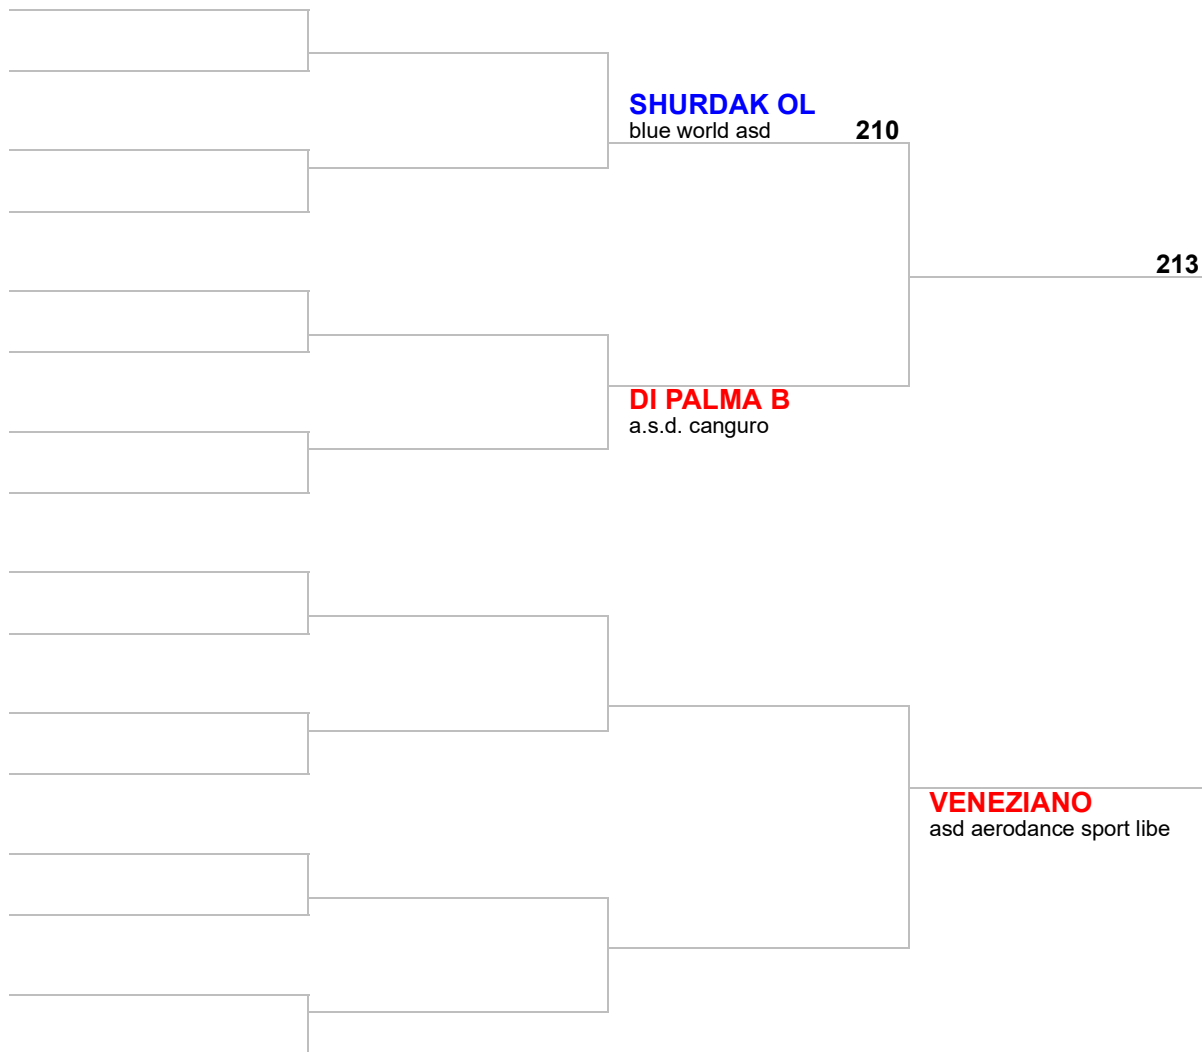 SHURDAK OL
blue world asd
210
213
DI PALMA B
a.s.d. canguro
VENEZIANO
asd aerodance sport libe